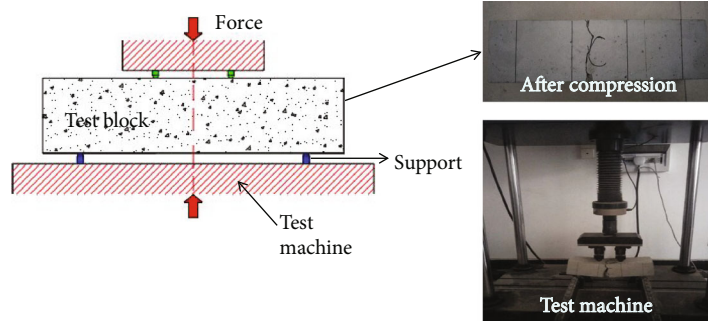 Force
Test block
Support
Test
machine
After compression
Test machine